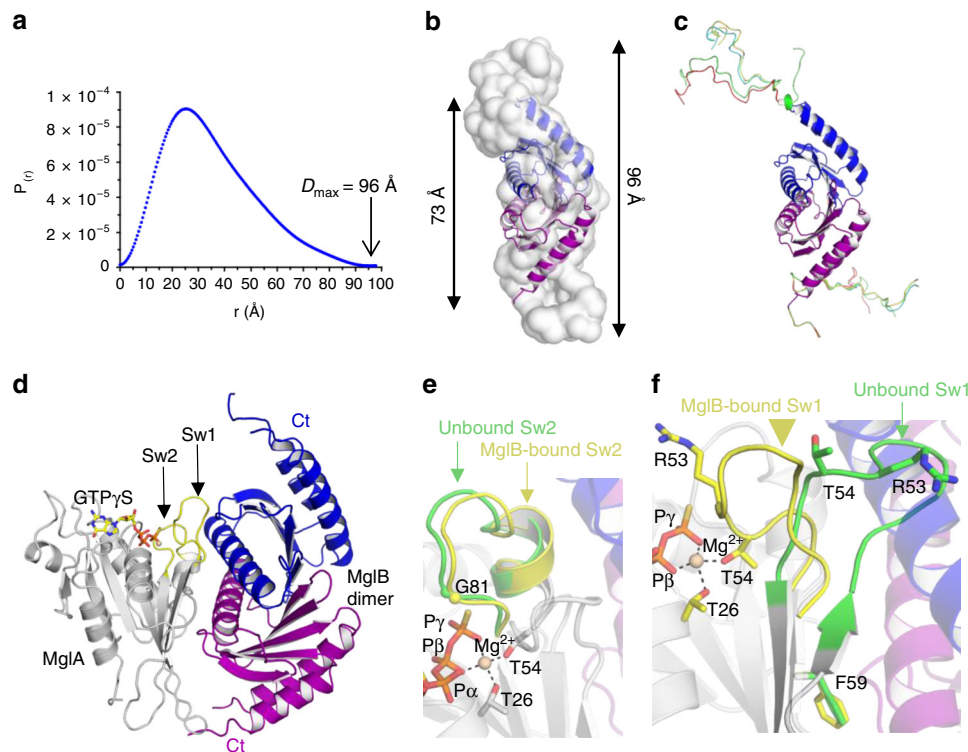 a
1 × 10⁻⁴
8 × 10⁻⁵
6 × 10⁻⁵
4 × 10⁻⁵
2 × 10⁻⁵
0
P(r)
Dmax = 96 Å
0 10 20 30 40 50 60 70 80 90 100
r (Å)
b
73 Å
96 Å
c
d
Ct
Sw1
Sw2
GTPγS
MglB
dimer
MglA
Ct
e
Unbound Sw2
MglB-bound Sw2
G81
Pγ
Mg²⁺
Pβ
T54
Pα
T26
f
Unbound Sw1
MglB-bound Sw1
R53
T54
R53
Pγ
Mg²⁺
Pβ
T54
T26
F59